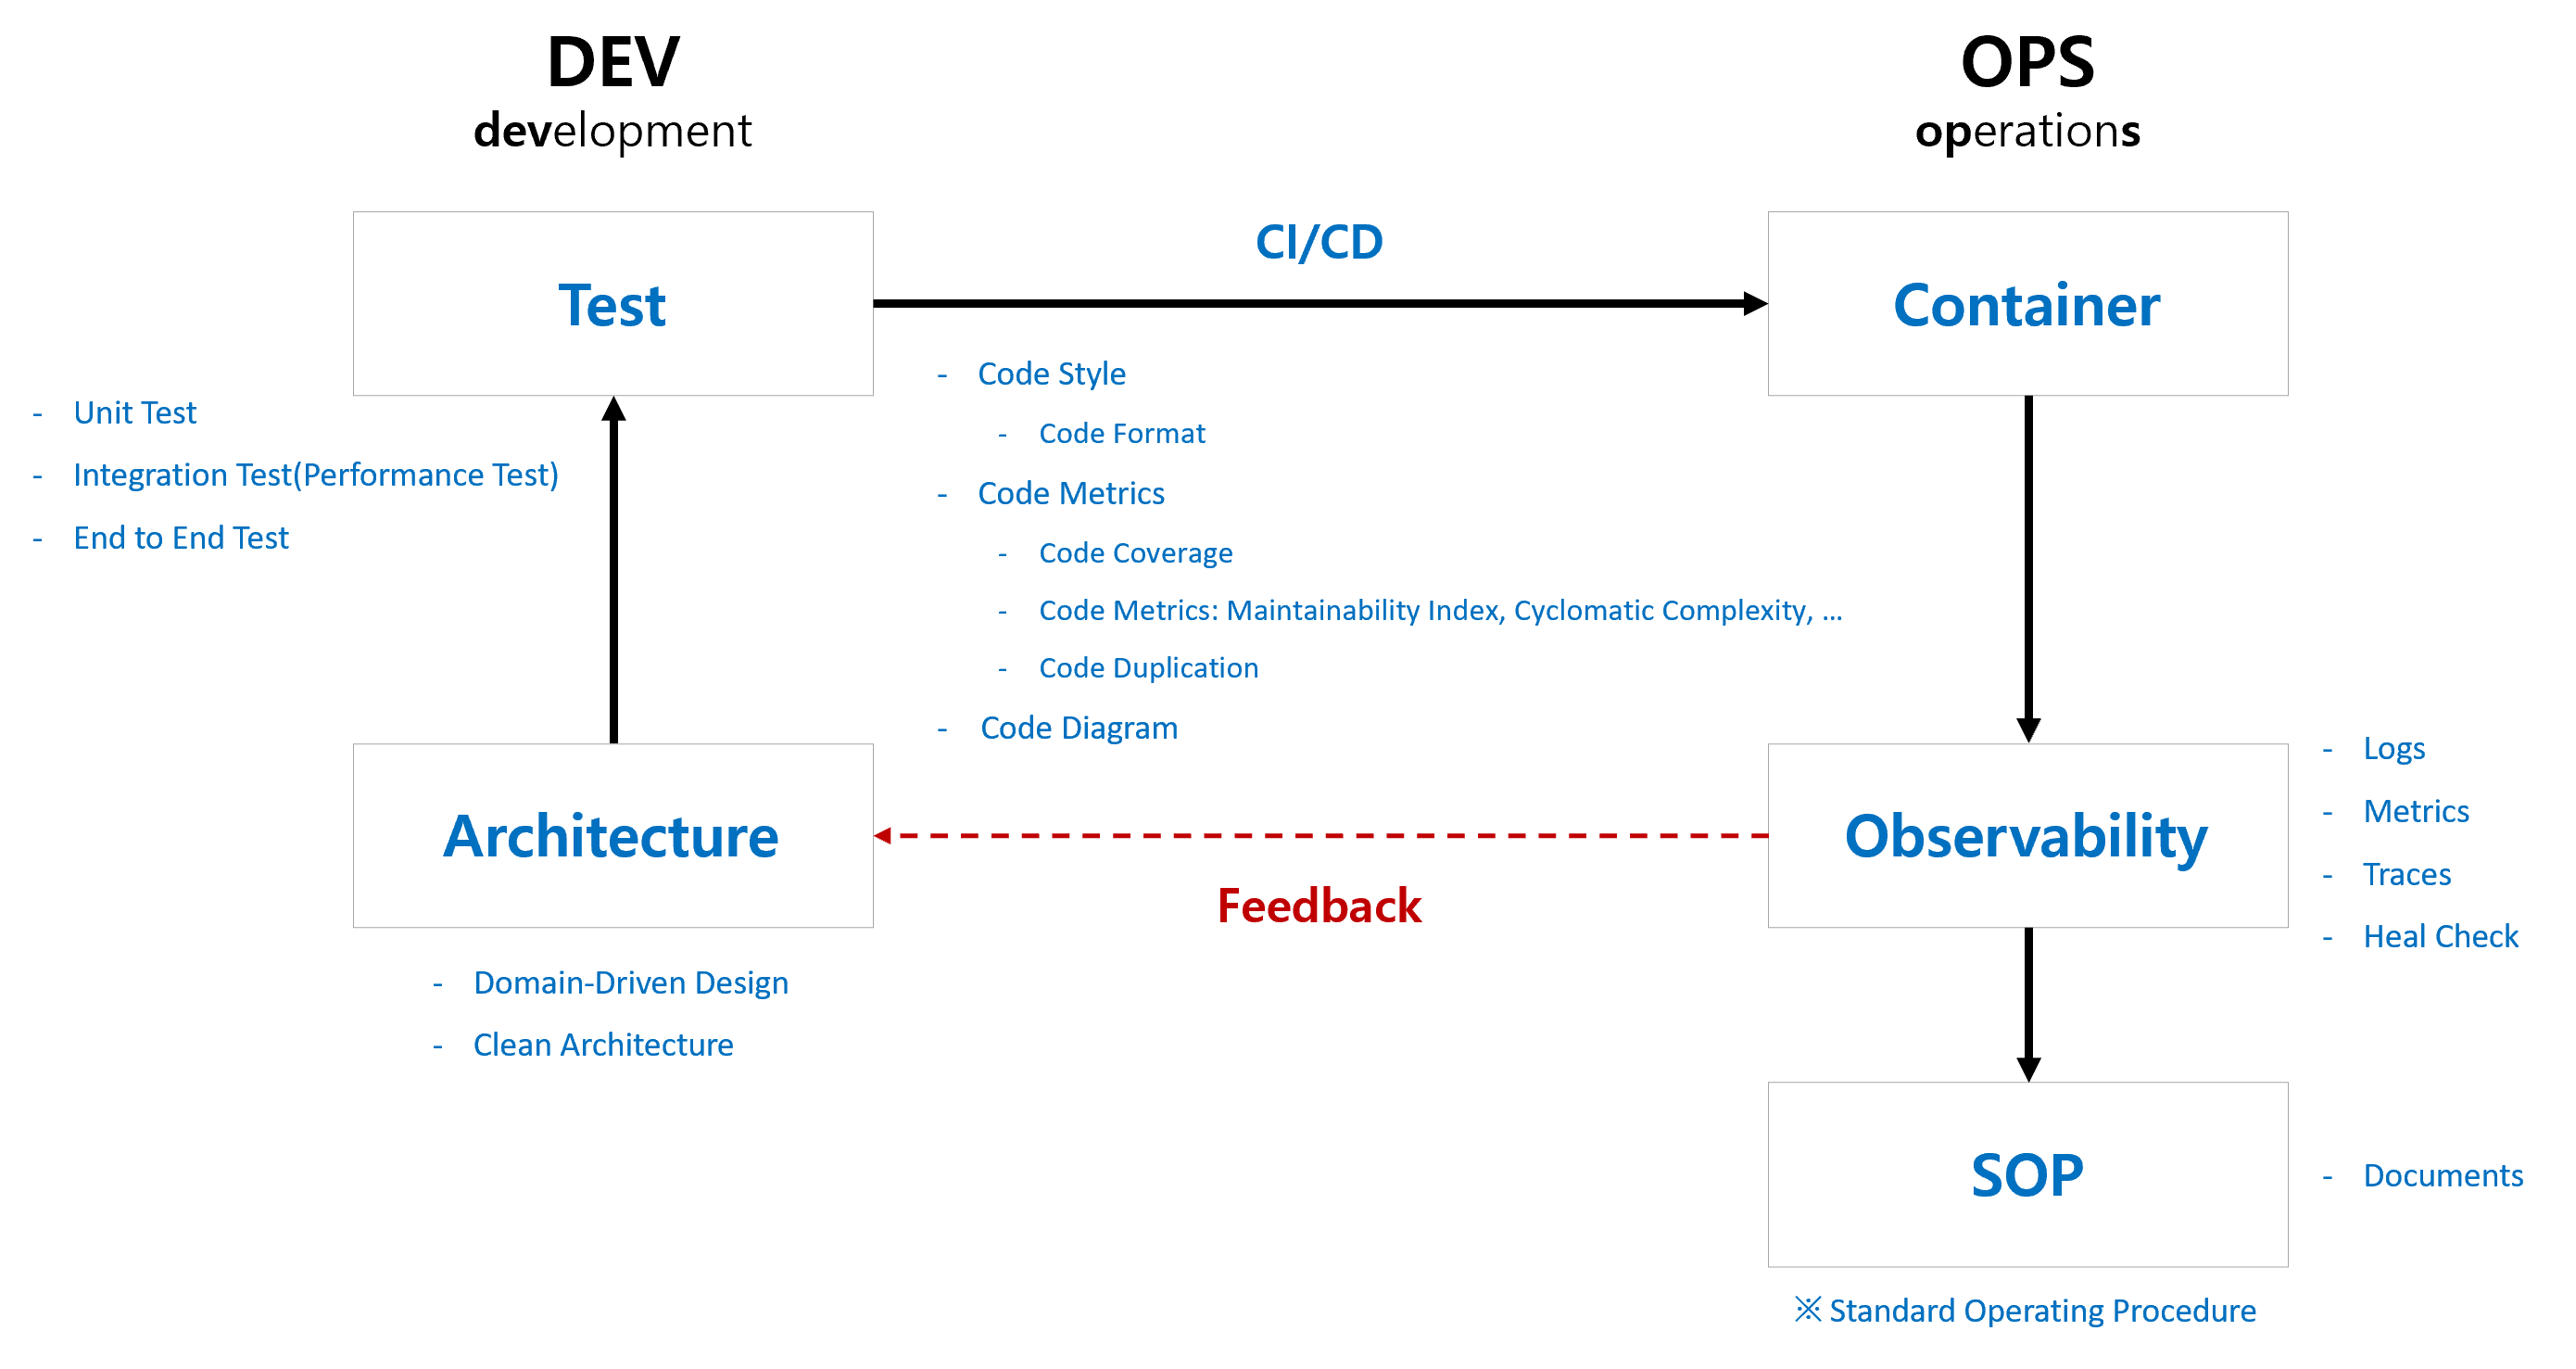 DEV
development
OPS
operations
Test
CI/CD
Container
- Unit Test
- Integration Test(Performance Test)
- End to End Test
- Code Style
- Code Format
- Code Metrics
- Code Coverage
- Code Metrics: Maintainability Index, Cyclomatic Complexity, ...
- Code Duplication
- Code Diagram
Architecture
Feedback
Observability
- Logs
- Metrics
- Traces
- Heal Check
- Domain-Driven Design
- Clean Architecture
SOP
- Documents
※ Standard Operating Procedure